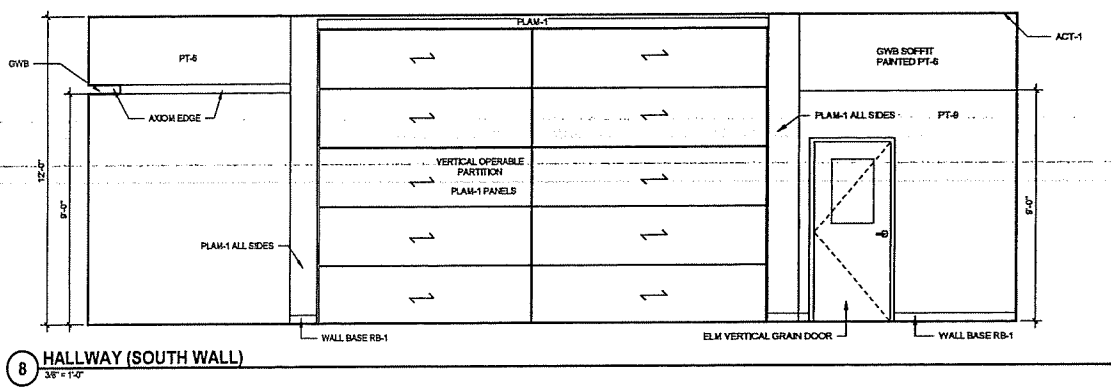 PLAM-1
ACT-1
PT-6
GWB SOFFIT
PAINTED PT-6
GWB
AXIOM EDGE
PLAM-1 ALL SIDES
PT-9
12'-0"
VERTICAL OPERABLE
PARTITION
PLAM-1 PANELS
9'-0"
9'-0"
PLAM-1 ALL SIDES
WALL BASE RB-1
ELM VERTICAL GRAIN DOOR
WALL BASE RB-1
8 HALLWAY (SOUTH WALL)
3/8" = 1'-0"